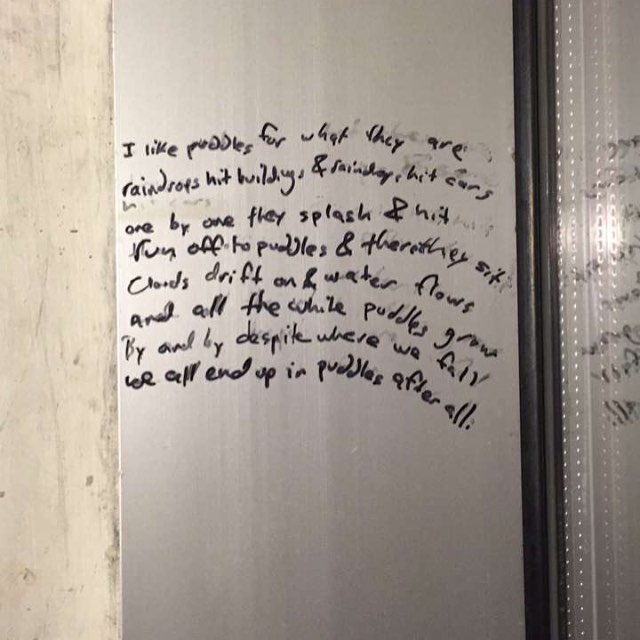 I like puddles for what they are
raindrops hit buildings & raindrops hit cars
one by one they splash & hit
run off to puddles & there they sit
Clouds drift on & water flows
and all the while puddles grow
By and by despite where we fall
we all end up in puddles after all.